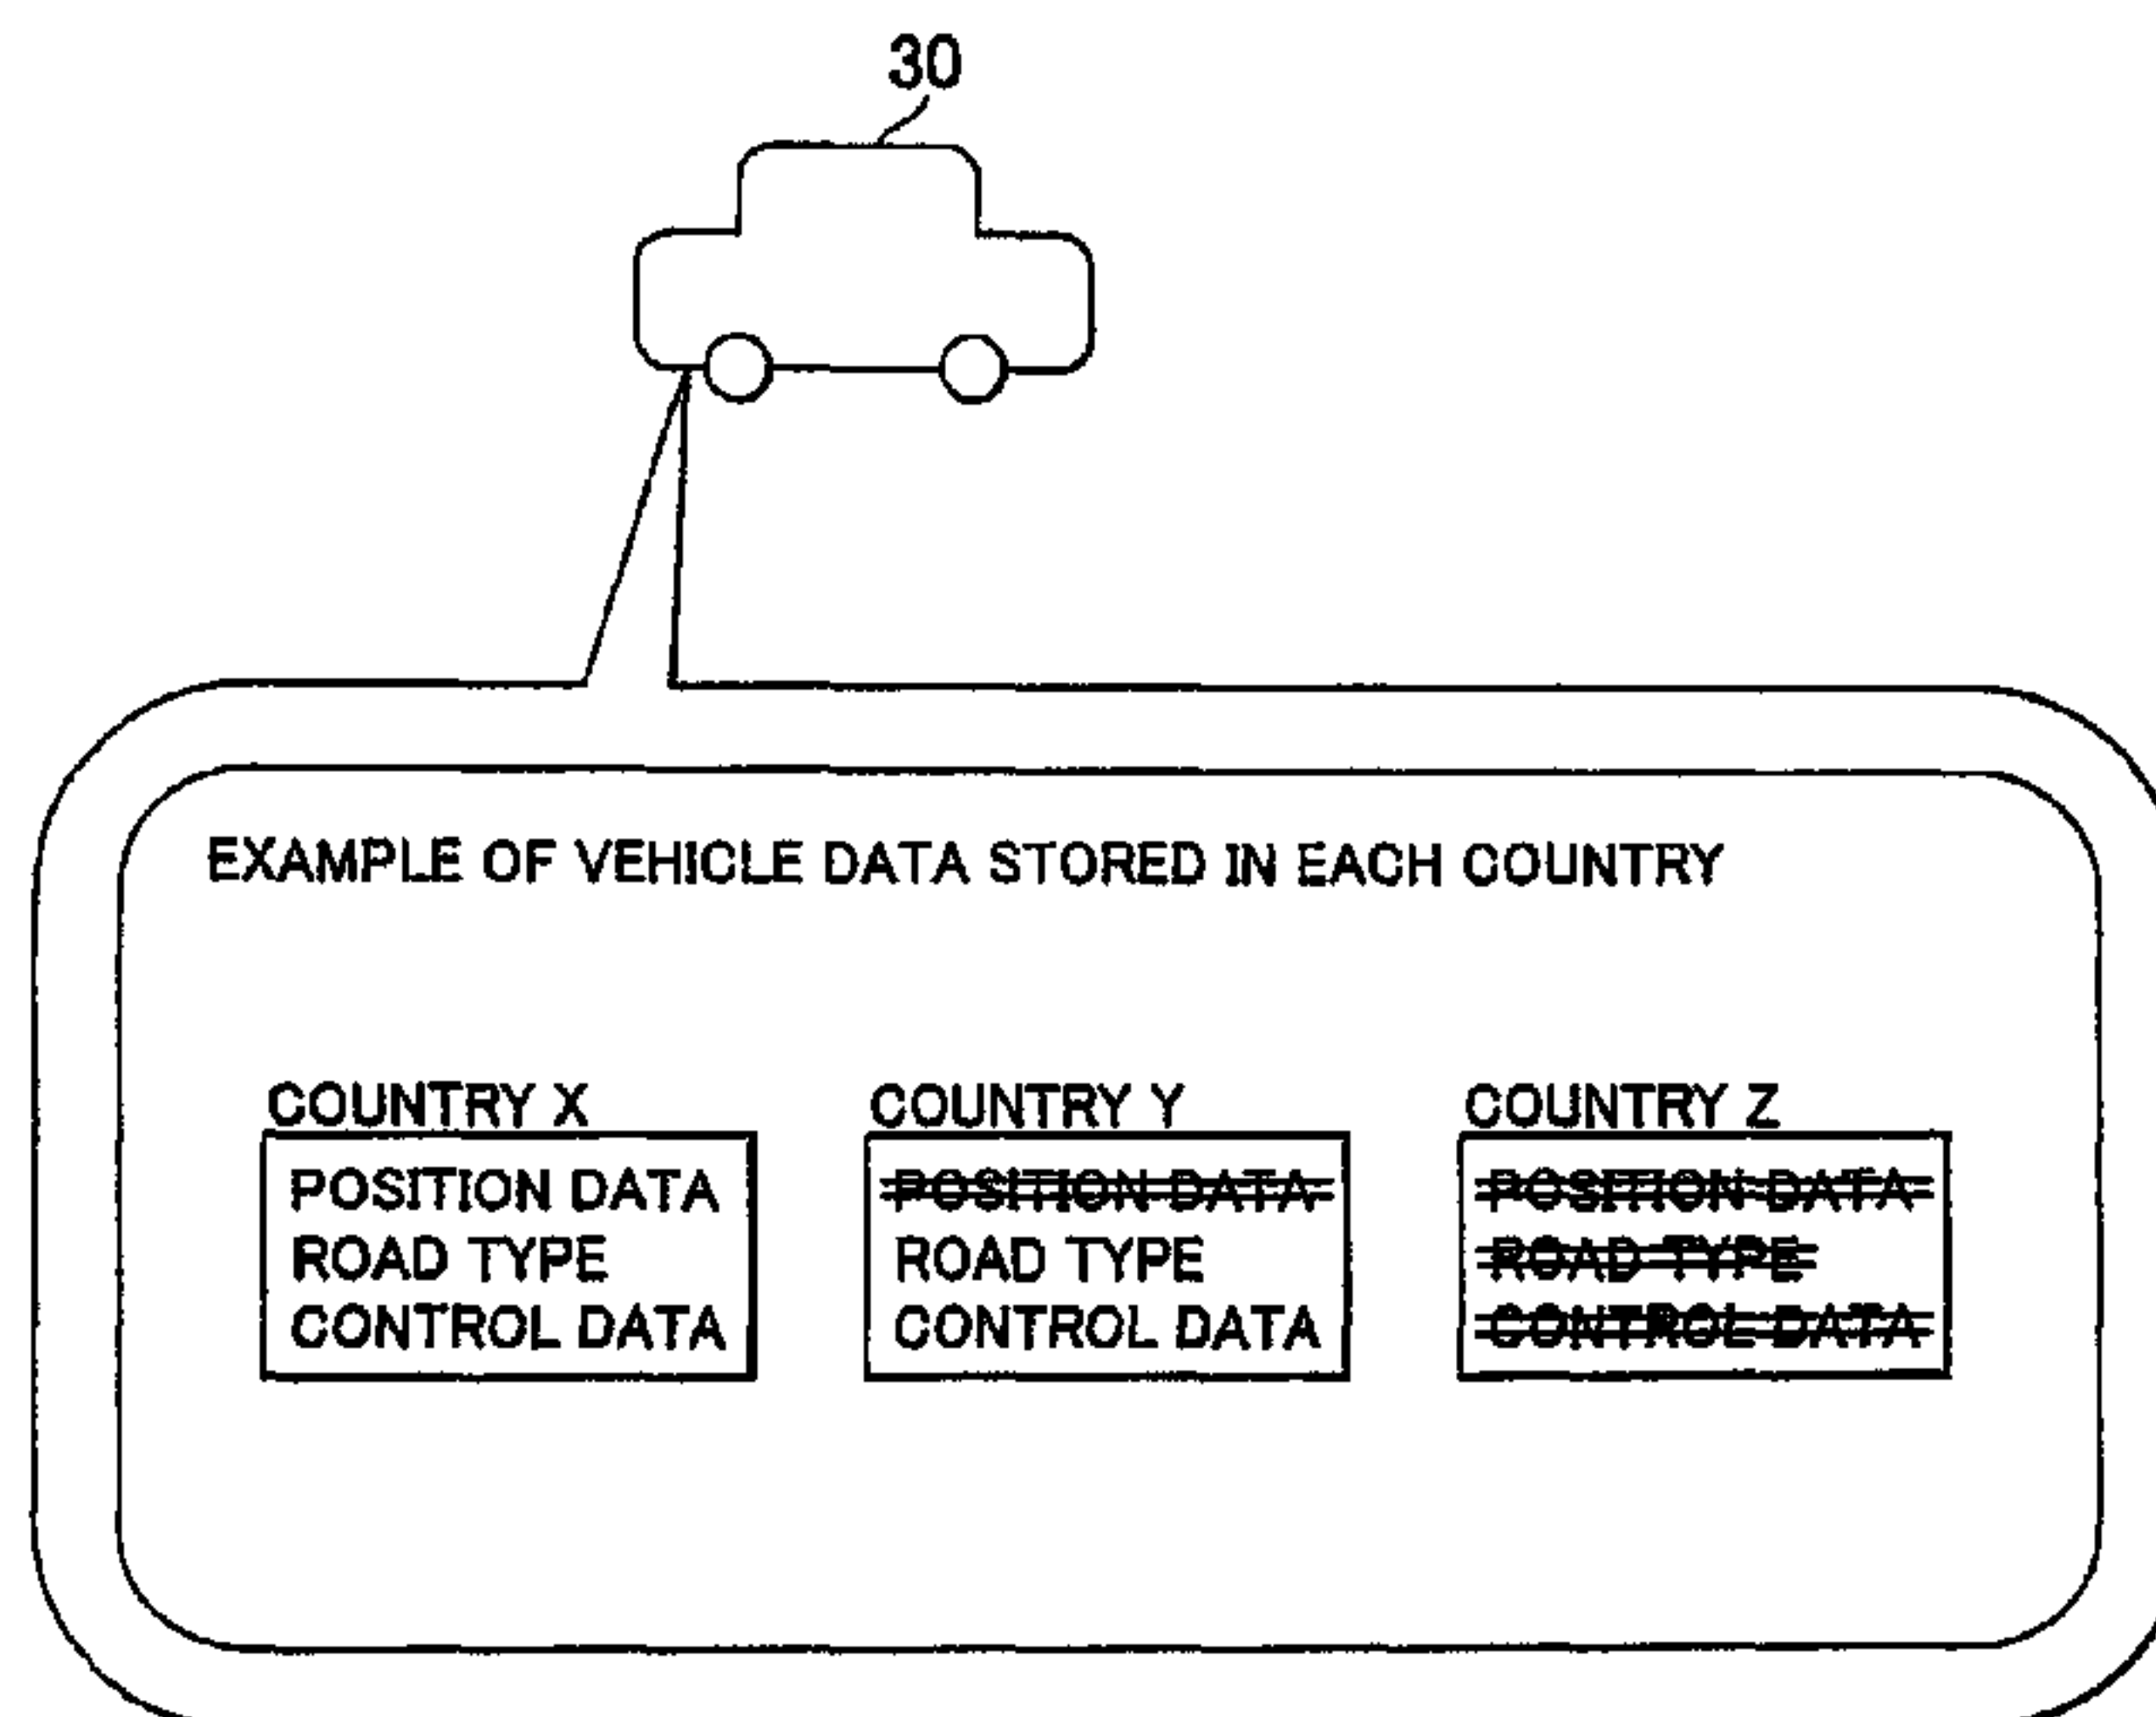 30
EXAMPLE OF VEHICLE DATA STORED IN EACH COUNTRY
COUNTRY X
POSITION DATA
ROAD TYPE
CONTROL DATA
COUNTRY Y
POSITION DATA
ROAD TYPE
CONTROL DATA
COUNTRY Z
POSITION DATA
ROAD TYPE
CONTROL DATA